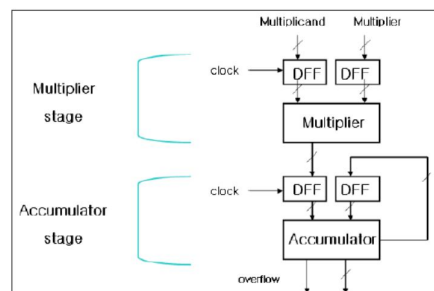 Multiplicand Multiplier
clock
DFF DFF
Multiplier
stage
Multiplier
clock
DFF DFF
Accumulator
stage
Accumulator
overflow